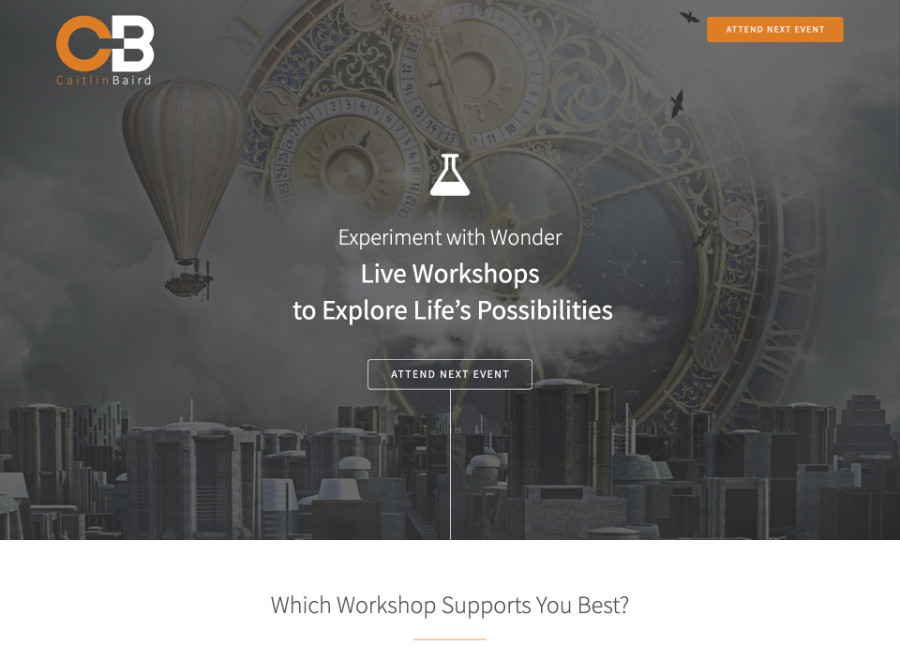 CB
CaitlinBaird
ATTEND NEXT EVENT
Experiment with Wonder
Live Workshops
to Explore Life’s Possibilities
ATTEND NEXT EVENT
Which Workshop Supports You Best?